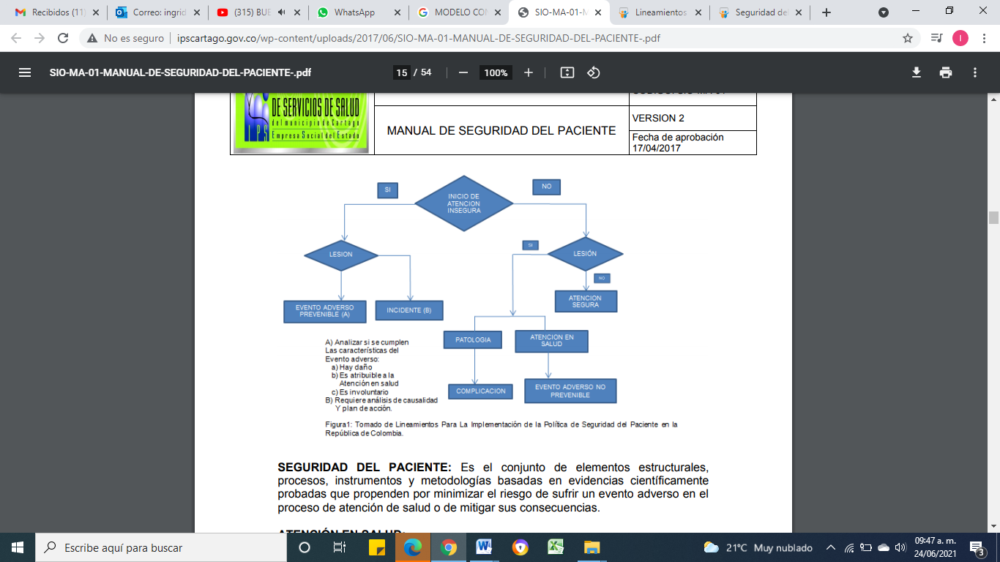 Recibidos (11)
Correo: ingrid
(315) BUE
WhatsApp
MODELO CON
SIO-MA-01-M
Lineamientos
Seguridad de
No es seguro
ipscartago.gov.co/wp-content/uploads/2017/06/SIO-MA-01-MANUAL-DE-SEGURIDAD-DEL-PACIENTE-.pdf
I
SIO-MA-01-MANUAL-DE-SEGURIDAD-DEL-PACIENTE-.pdf
15 / 54
100%
DE SERVICIOS DE SALUD
del municipio de Cartago
IPS
Empresa Social del Estado
MANUAL DE SEGURIDAD DEL PACIENTE
VERSION 2
Fecha de aprobación
17/04/2017
SI
INICIO DE
ATENCION
INSEGURA
NO
LESION
SI
LESIÓN
NO
EVENTO ADVERSO
PREVENIBLE (A)
INCIDENTE (B)
ATENCION
SEGURA
PATOLOGIA
ATENCION EN
SALUD
COMPLICACION
EVENTO ADVERSO NO
PREVENIBLE
A) Analizar si se cumplen
Las características del
Evento adverso:
a) Hay daño
b) Es atribuible a la
Atención en salud
c) Es involuntario
B) Requiere análisis de causalidad
Y plan de acción.
Figura1: Tomado de Lineamientos Para La Implementación de la Política de Seguridad del Paciente en la
República de Colombia.
SEGURIDAD DEL PACIENTE: Es el conjunto de elementos estructurales,
procesos, instrumentos y metodologías basadas en evidencias científicamente
probadas que propenden por minimizar el riesgo de sufrir un evento adverso en el
proceso de atención de salud o de mitigar sus consecuencias.
ATENCIÓN EN SALUD:
Escribe aquí para buscar
21°C Muy nublado
09:47 a. m.
24/06/2021
3